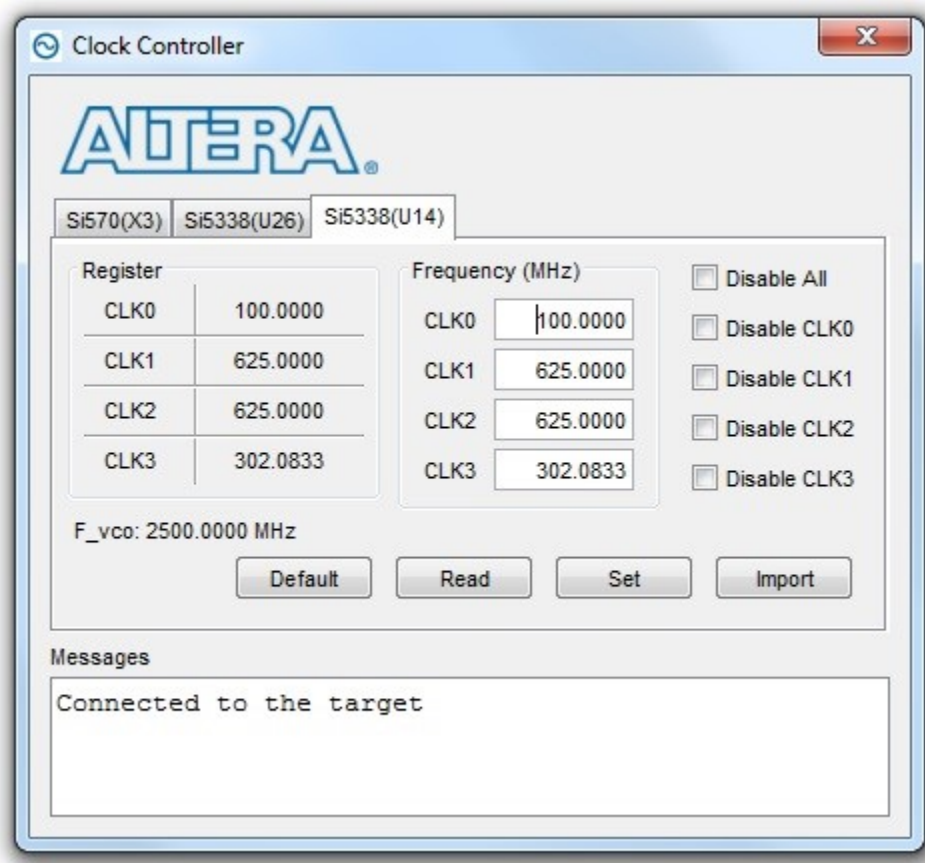 Clock Controller
ALTERA®
Si570(X3) Si5338(U26) Si5338(U14)
Register
CLK0 100.0000
CLK1 625.0000
CLK2 625.0000
CLK3 302.0833
Frequency (MHz)
CLK0 100.0000
CLK1 625.0000
CLK2 625.0000
CLK3 302.0833
Disable All
Disable CLK0
Disable CLK1
Disable CLK2
Disable CLK3
F_vco: 2500.0000 MHz
Default Read Set Import
Messages
Connected to the target